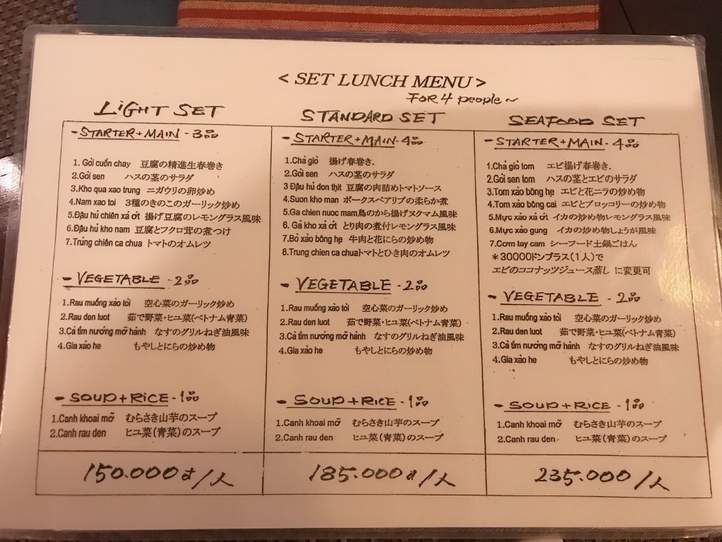 < SET LUNCH MENU >
FOR 4 people~
LIGHT SET
- STARTER+MAIN - 3品
1. Gỏi cuốn chay 豆腐の精進生春巻き
2.Gỏi sen ハスの茎のサラダ
3.Kho qua xao trung ニガウリの卵炒め
4.Nam xao toi 3種のきのこのガーリック炒め
5.Đậu hủ chiên xả ớt 揚げ豆腐のレモングラス風味
6.Đậu hủ kho nam 豆腐とフクロ茸の煮つけ
7.Trứng chiên ca chua トマトのオムレツ
- VEGETABLE - 2品
1.Rau muống xào tỏi 空心菜のガーリック炒め
2.Rau den luot 茹で野菜・ヒユ菜(ベトナム青菜)
3.Cà tím nướng mỡ hành なすのグリルねぎ油風味
4.Gia xào he もやしとにらの炒め物
- SOUP+RICE - 1品
1.Canh khoai mỡ むらさき山芋のスープ
2.Canh rau den ヒユ菜(青菜)のスープ
150.000đ/人
STANDARD SET
- STARTER+MAIN - 4品
1.Chả giò 揚げ春巻き.
2.Gỏi sen ハスの茎のサラダ
3 Đậu hủ don thịt 豆腐の肉詰めトマトソース
4.Suon kho man ポークスペアリブの柔らか煮
5.Ga chien nuoc mam 鳥のから揚げヌクマム風味
6. Gà kho xả ớt とり肉の煮付レモングラス風味
7. Bỏ xảo bông hẹ 牛肉と花にらの炒め物
8.Trung chien ca chua トマトとひき肉のオムレツ
- VEGETABLE - 2品
1.Rau muống xào tỏi 空心菜のガーリック炒め
2.Rau den luot 茹で野菜・ヒユ菜(ベトナム青菜)
3.Cà tím nướng mỡ hành なすのグリルねぎ油風味
4.Gia xào he もやしとにらの炒め物
- SOUP+RICE - 1品
1.Canh khoai mỡ むらさき山芋のスープ
2.Canh rau den ヒユ菜(青菜)のスープ
185.000đ/人
SEAFOOD SET
- STARTER+MAIN - 4品
1.Chả giò tom エビ揚げ春巻き.
2.Gỏi sen tom ハスの茎とエビのサラダ
3.Tom xảo bông hẹ エビと花ニラの炒め物
4.Tom xảo bông cai エビとブロッコリーの炒め物
5.Mực xảo xả ớt イカの炒め物レモングラス風味
6.Mực xảo gung イカの炒め物しょうが風味
7.Cơm tay cam シーフード土鍋ごはん
*30000ドンプラス(1人)で
エビのココナッツジュース蒸し に変更可
- VEGETABLE - 2品
1.Rau muống xào tỏi 空心菜のガーリック炒め
2.Rau den luot 茹で野菜・ヒユ菜(ベトナム青菜)
3.Cà tím nướng mỡ hành なすのグリルねぎ油風味
4.Gia xào he もやしとにらの炒め物
- SOUP+RICE - 1品
1.Canh khoai mỡ むらさき山芋のスープ
2.Canh rau den ヒユ菜(青菜)のスープ
235.000/人